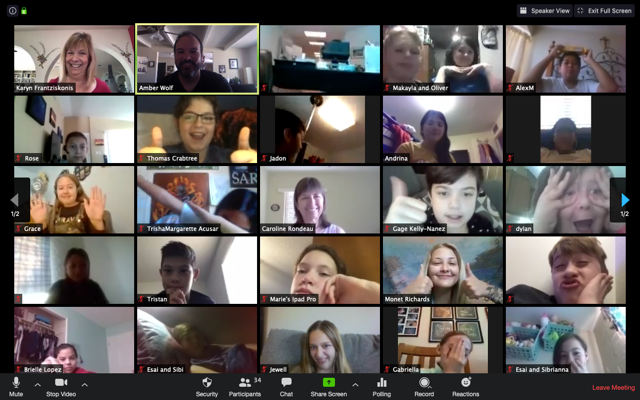 Speaker View
Exit Full Screen
Karyn Frantziskonis
Amber Wolf
Makayla and Oliver
AlexM
Rose
Thomas Crabtree
Jadon
Andrina
1/2
1/2
Grace
TrishaMargarette Acusar
SAR
Caroline Rondeau
Gage Kelly-Nanez
dylan
Tristan
Marie's Ipad Pro
Monet Richards
Brielle Lopez
Esai and Sibi
Jewell
Gabriella
Esai and Sibrianna
34
Mute
Stop Video
Security
Participants
Chat
Share Screen
Polling
Record
Reactions
Leave Meeting